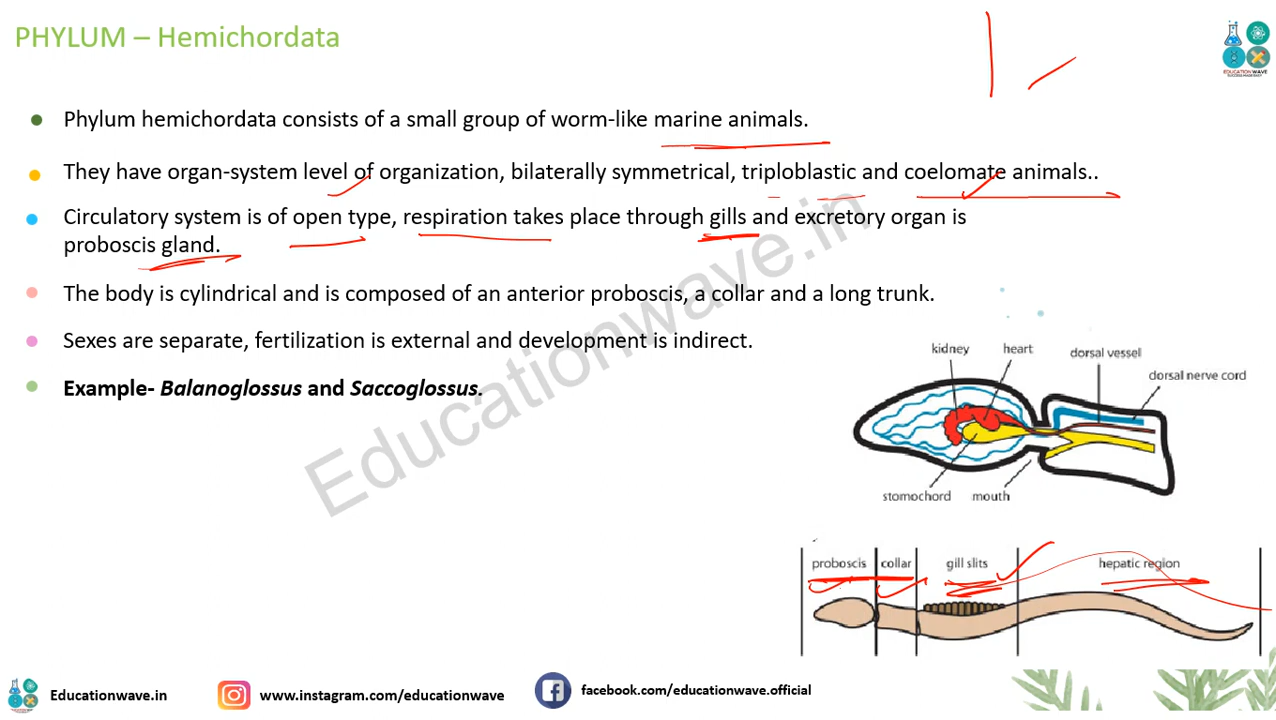 PHYLUM – Hemichordata
EDUCATION WAVE
Phylum hemichordata consists of a small group of worm-like marine animals.
They have organ-system level of organization, bilaterally symmetrical, triploblastic and coelomate animals..
Circulatory system is of open type, respiration takes place through gills and excretory organ is
proboscis gland.
The body is cylindrical and is composed of an anterior proboscis, a collar and a long trunk.
Sexes are separate, fertilization is external and development is indirect.
Example- Balanoglossus and Saccoglossus.
Educationwave.in
kidney heart dorsal vessel
dorsal nerve cord
stomochord mouth
proboscis collar gill slits hepatic region
Educationwave.in www.instagram.com/educationwave facebook.com/educationwave.official